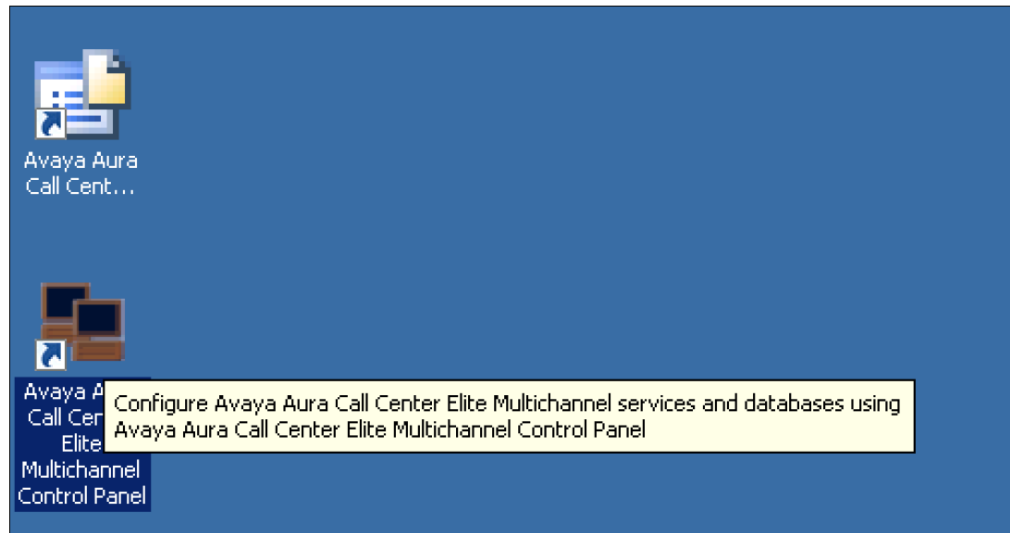 Avaya Aura
Call Cent...
Avaya A
Call Cer
Elite
Multichannel
Control Panel
Configure Avaya Aura Call Center Elite Multichannel services and databases using
Avaya Aura Call Center Elite Multichannel Control Panel